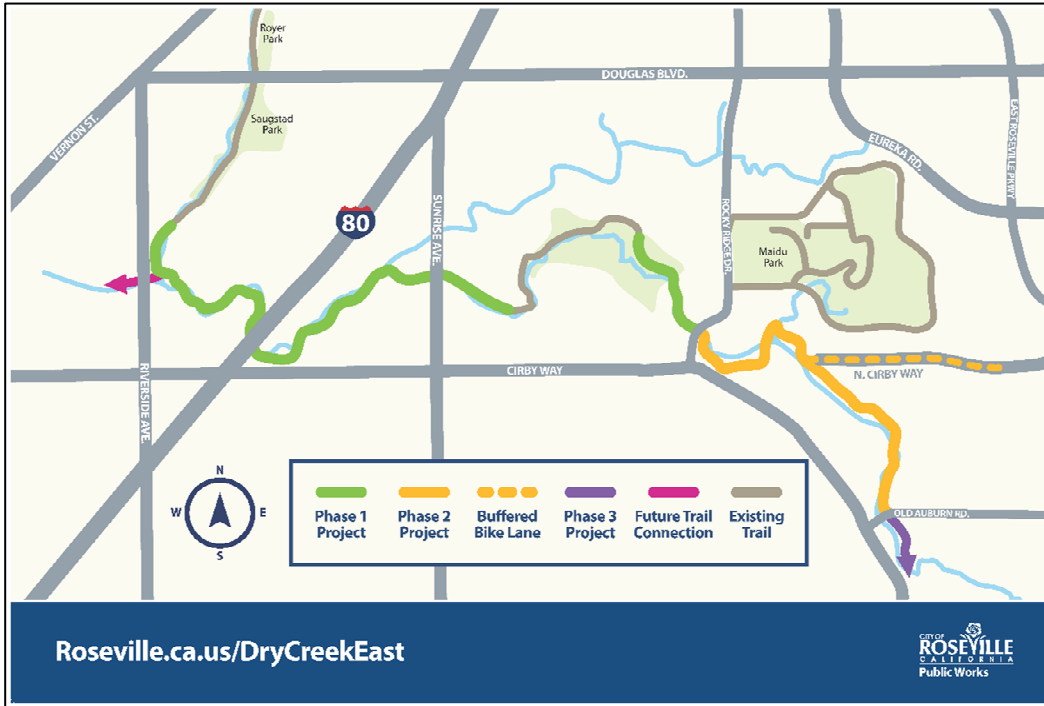 Royer
Park
DOUGLAS BLVD.
Saugstad
Park
VERNON ST.
EUREKA RD.
EAST ROSEVILLE PKWY
80
SUNRISE AVE.
ROCKY RIDGE DR.
Maidu
Park
RIVERSIDE AVE.
CIRBY WAY
N. CIRBY WAY
N
W E
S
Phase 1
Project
Phase 2
Project
Buffered
Bike Lane
Phase 3
Project
Future Trail
Connection
Existing
Trail
OLD AUBURN RD.
Roseville.ca.us/DryCreekEast
CITY OF
ROSEVILLE
CALIFORNIA
Public Works